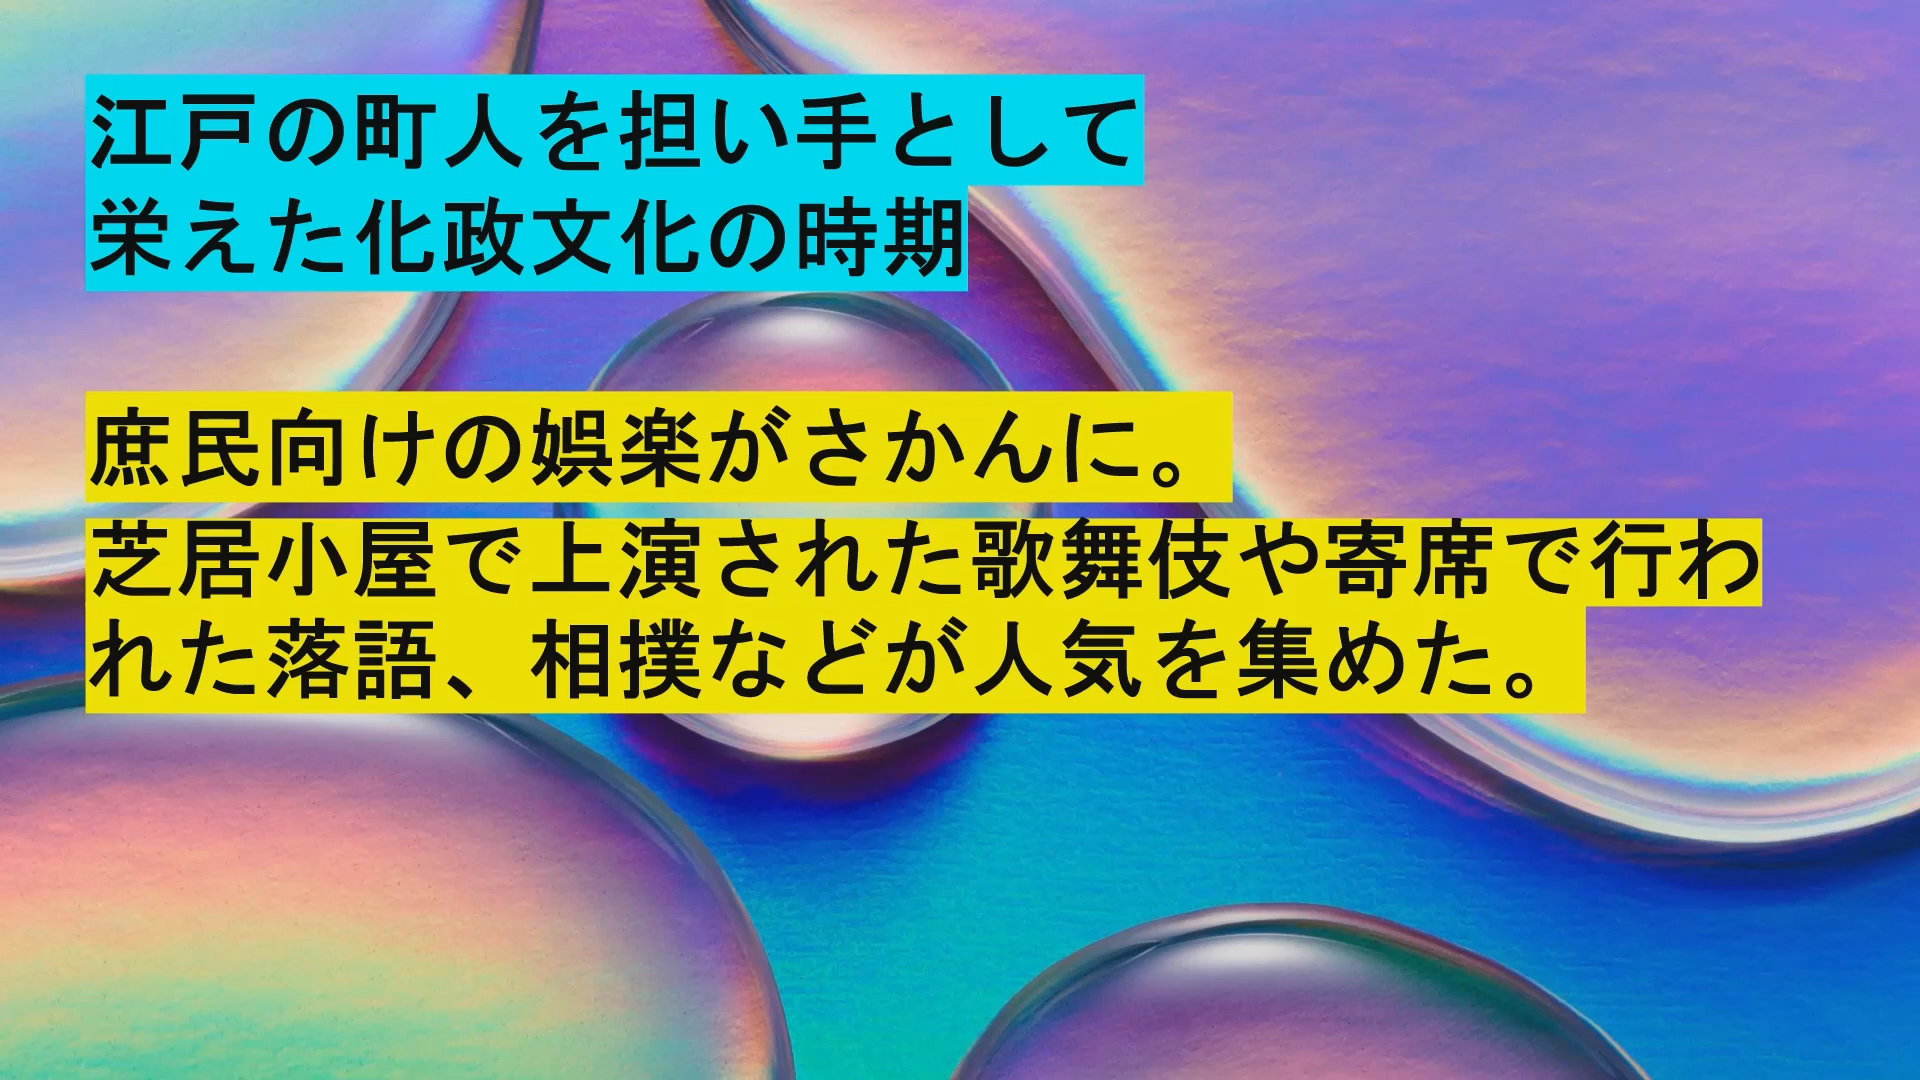 江戸の町人を担い手として
栄えた化政文化の時期
庶民向けの娯楽がさかんに。
芝居小屋で上演された歌舞伎や寄席で行わ
れた落語、相撲などが人気を集めた。